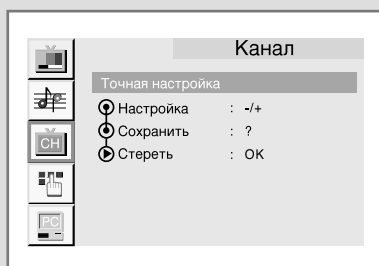 Канал
Точная настройка
Настройка : -/+
CH
Сохранить : ?
Стереть : OK
PC